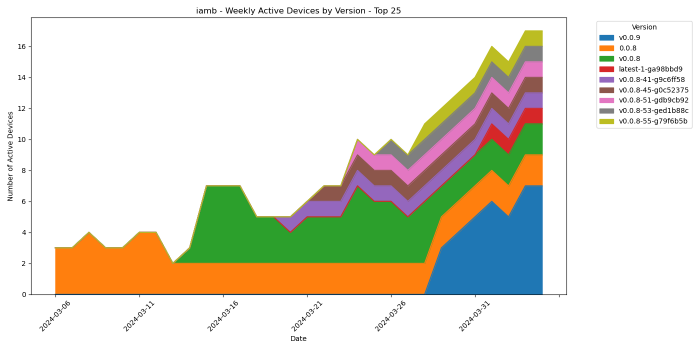 iamb - Weekly Active Devices by Version - Top 25
Number of Active Devices
16
14
12
10
8
6
4
2
0
2024-03-06
2024-03-11
2024-03-16
2024-03-21
2024-03-26
2024-03-31
Date
Version
v0.0.9
0.0.8
v0.0.8
latest-1-ga98bbd9
v0.0.8-41-g9c6ff58
v0.0.8-45-g0c52375
v0.0.8-51-gdb9cb92
v0.0.8-53-ged1b88c
v0.0.8-55-g79f6b5b